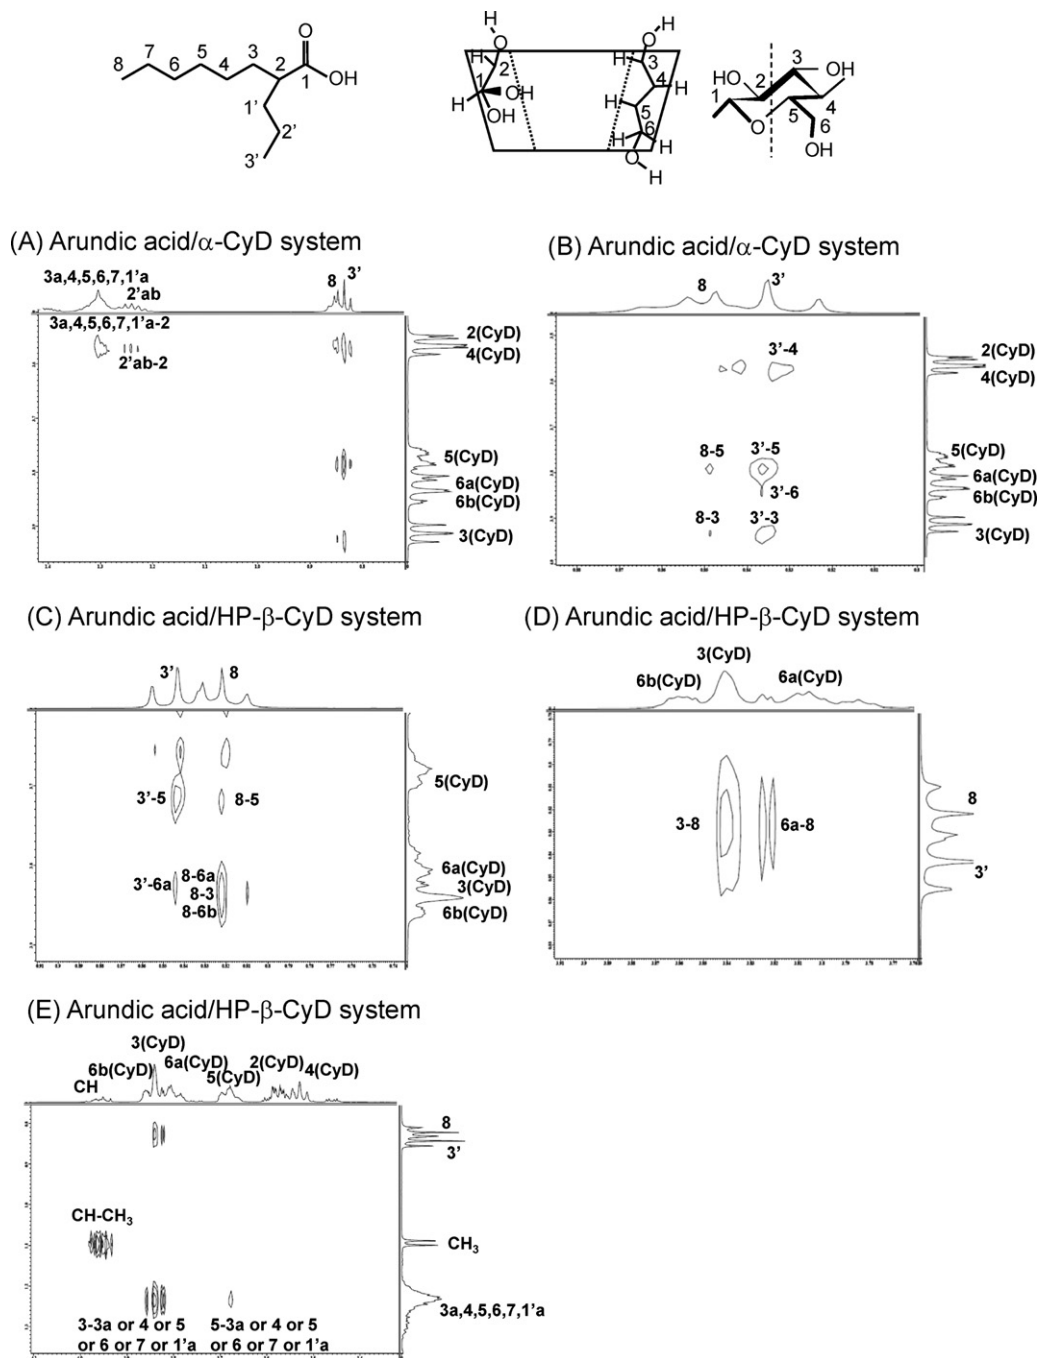 8
7
6
5
4
3
2
1
O
OH
1'
2'
3'
H
O
H
2
1
H
OH
OH
O
H
H
3
4
H
H
5
6
H
H
O
H
3
HO
2
OH
1
4
O
5
6
OH
(A) Arundic acid/α-CyD system
3a,4,5,6,7,1'a
2'ab
8
3'
3a,4,5,6,7,1'a-2
2'ab-2
2(CyD)
4(CyD)
5(CyD)
6a(CyD)
6b(CyD)
3(CyD)
(B) Arundic acid/α-CyD system
8
3'
3'-4
8-5
3'-5
3'-6
8-3
3'-3
2(CyD)
4(CyD)
5(CyD)
6a(CyD)
6b(CyD)
3(CyD)
(C) Arundic acid/HP-β-CyD system
3'
8
3'-5
8-5
3'-6a
8-6a
8-3
8-6b
5(CyD)
6a(CyD)
3(CyD)
6b(CyD)
(D) Arundic acid/HP-β-CyD system
3(CyD)
6b(CyD)
6a(CyD)
3-8
6a-8
8
3'
(E) Arundic acid/HP-β-CyD system
3(CyD)
6b(CyD)
6a(CyD)
2(CyD)
CH
5(CyD)
4(CyD)
8
3'
CH-CH₃
CH₃
3a,4,5,6,7,1'a
3-3a or 4 or 5
or 6 or 7 or 1'a
5-3a or 4 or 5
or 6 or 7 or 1'a